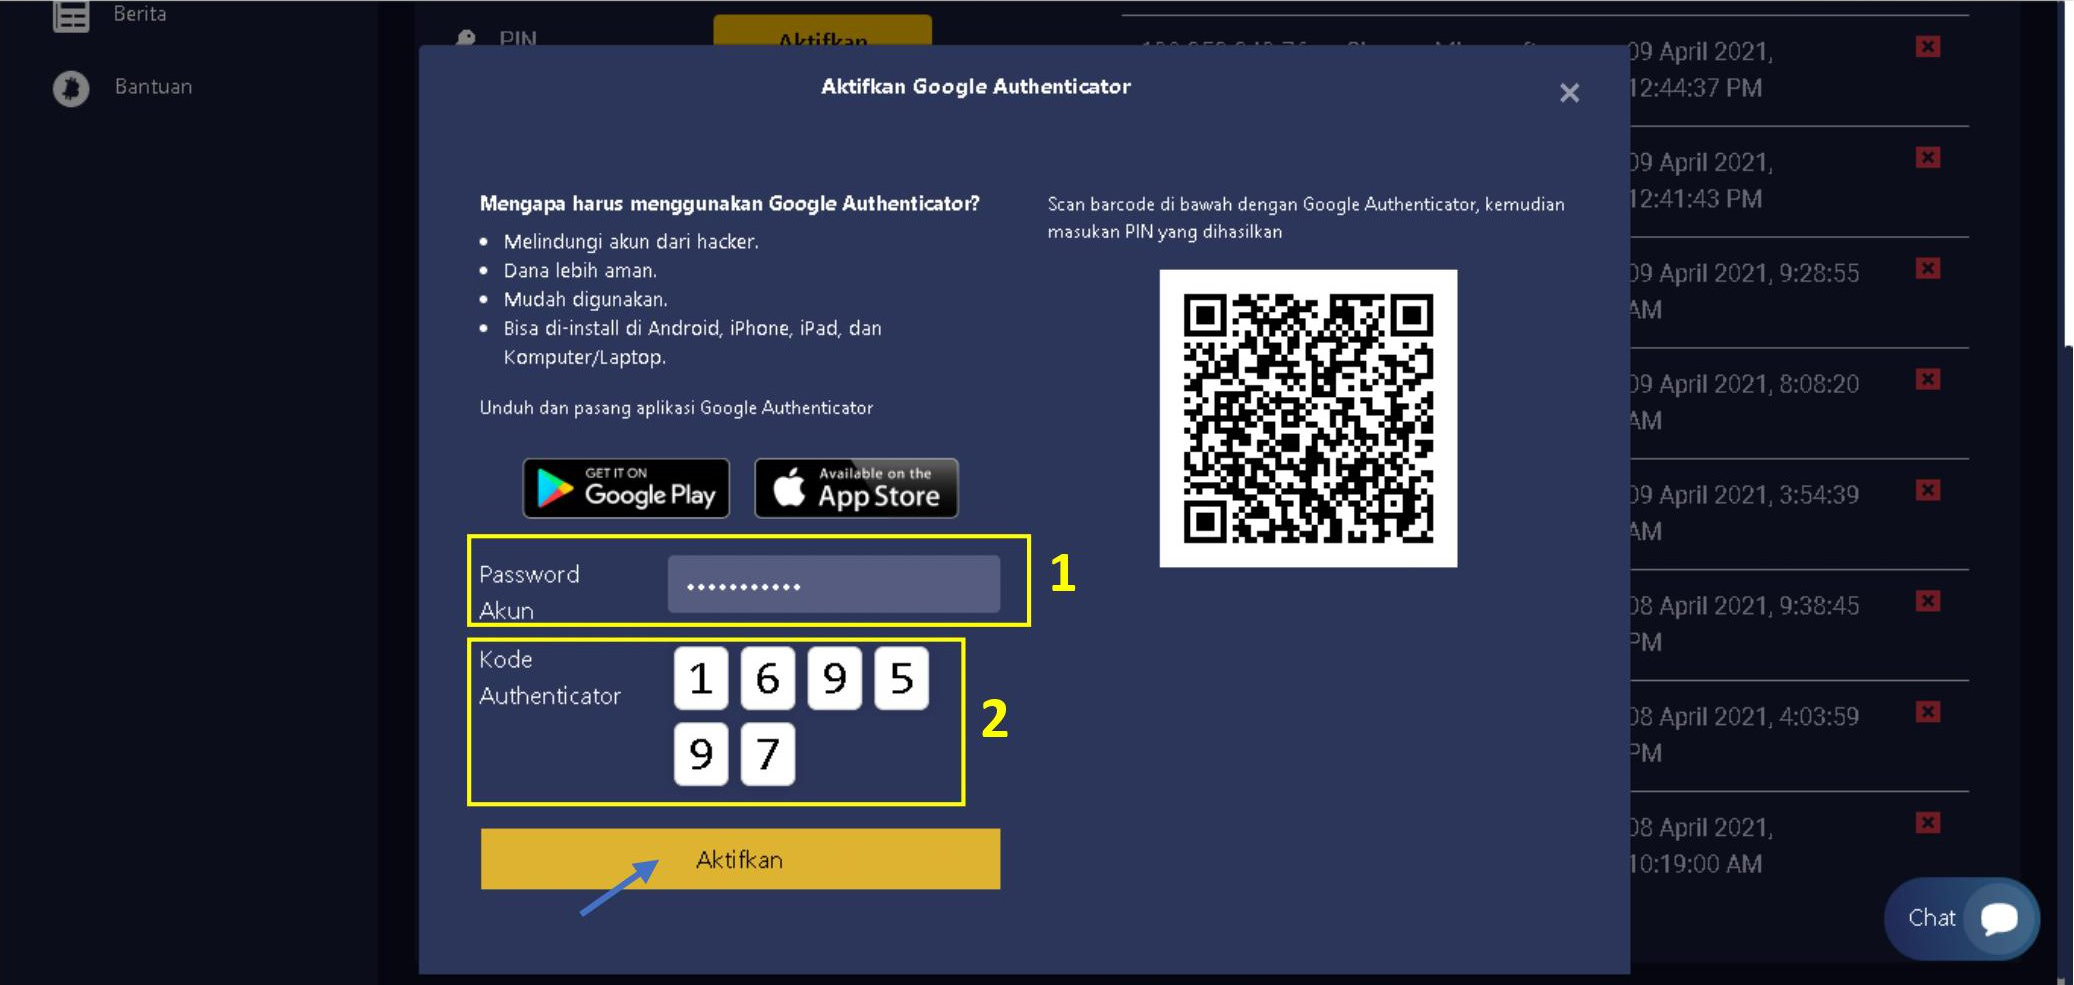 Berita
Bantuan
PIN
Aktifkan
Aktifkan Google Authenticator
×
Mengapa harus menggunakan Google Authenticator?
• Melindungi akun dari hacker.
• Dana lebih aman.
• Mudah digunakan.
• Bisa di-install di Android, iPhone, iPad, dan
Komputer/Laptop.
Unduh dan pasang aplikasi Google Authenticator
GET IT ON
Google Play
Available on the
App Store
Password
Akun
...........
1
Kode
Authenticator
1 6 9 5
9 7
2
Aktifkan
Scan barcode di bawah dengan Google Authenticator, kemudian
masukan PIN yang dihasilkan
09 April 2021,
12:44:37 PM
09 April 2021,
12:41:43 PM
09 April 2021, 9:28:55
AM
09 April 2021, 8:08:20
AM
09 April 2021, 3:54:39
AM
08 April 2021, 9:38:45
PM
08 April 2021, 4:03:59
PM
08 April 2021,
10:19:00 AM
Chat